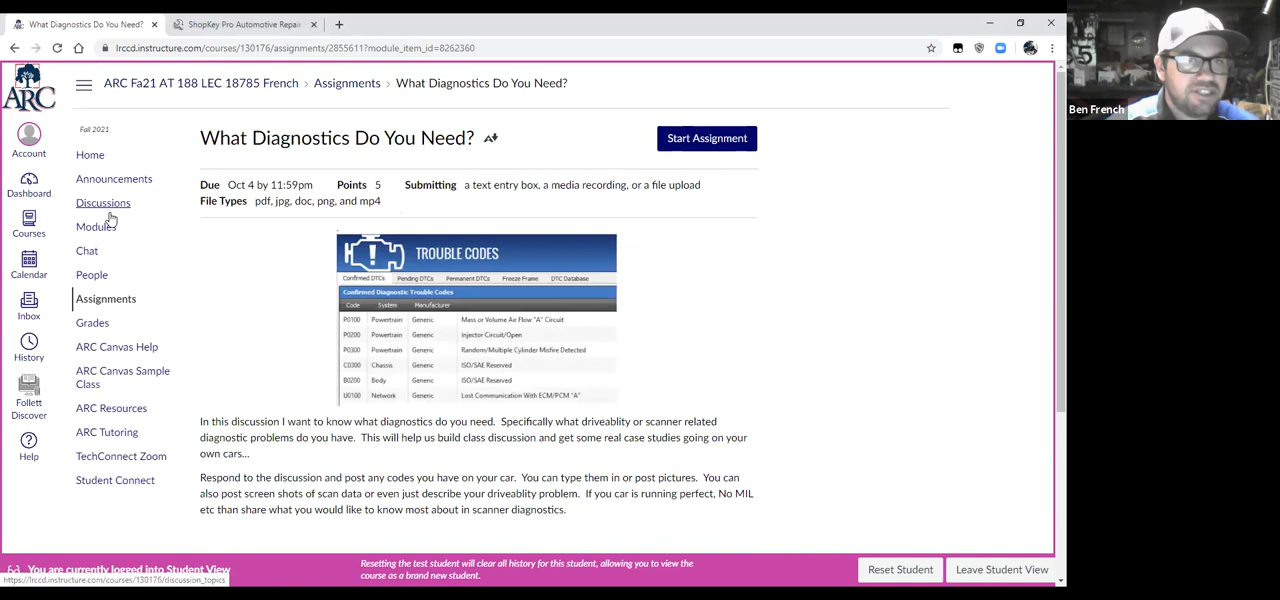 What Diagnostics Do You Need?
ShopKey Pro Automotive Repair
lrccd.instructure.com/courses/130176/assignments/2855611?module_item_id=8262360
Ben French
ARC
ARC Fa21 AT 188 LEC 18785 French › Assignments › What Diagnostics Do You Need?
Account
Dashboard
Courses
Calendar
Inbox
History
Follett
Discover
Help
Fall 2021
Home
Announcements
Discussions
Modules
Chat
People
Assignments
Grades
ARC Canvas Help
ARC Canvas Sample
Class
ARC Resources
ARC Tutoring
TechConnect Zoom
Student Connect
What Diagnostics Do You Need?
Start Assignment
Due Oct 4 by 11:59pm Points 5 Submitting a text entry box, a media recording, or a file upload
File Types pdf, jpg, doc, png, and mp4
TROUBLE CODES
Confirmed DTCs Pending DTCs Permanent DTCs Freeze Frame DTC Database
Confirmed Diagnostic Trouble Codes
Code System Manufacturer
P0100 Powertrain Generic Mass or Volume Air Flow "A" Circuit
P0200 Powertrain Generic Injector Circuit/Open
P0300 Powertrain Generic Random/Multiple Cylinder Misfire Detected
C0300 Chassis Generic ISO/SAE Reserved
B0200 Body Generic ISO/SAE Reserved
U0100 Network Generic Lost Communication With ECM/PCM "A"
In this discussion I want to know what diagnostics do you need. Specifically what driveablity or scanner related
diagnostic problems do you have. This will help us build class discussion and get some real case studies going on your
own cars...
Respond to the discussion and post any codes you have on your car. You can type them in or post pictures. You can
also post screen shots of scan data or even just describe your driveablity problem. If you car is running perfect, No MIL
etc than share what you would like to know most about in scanner diagnostics.
You are currently logged into Student View
Resetting the test student will clear all history for this student, allowing you to view the
course as a brand new student.
Reset Student
Leave Student View
https://lrccd.instructure.com/courses/130176/discussion_topics